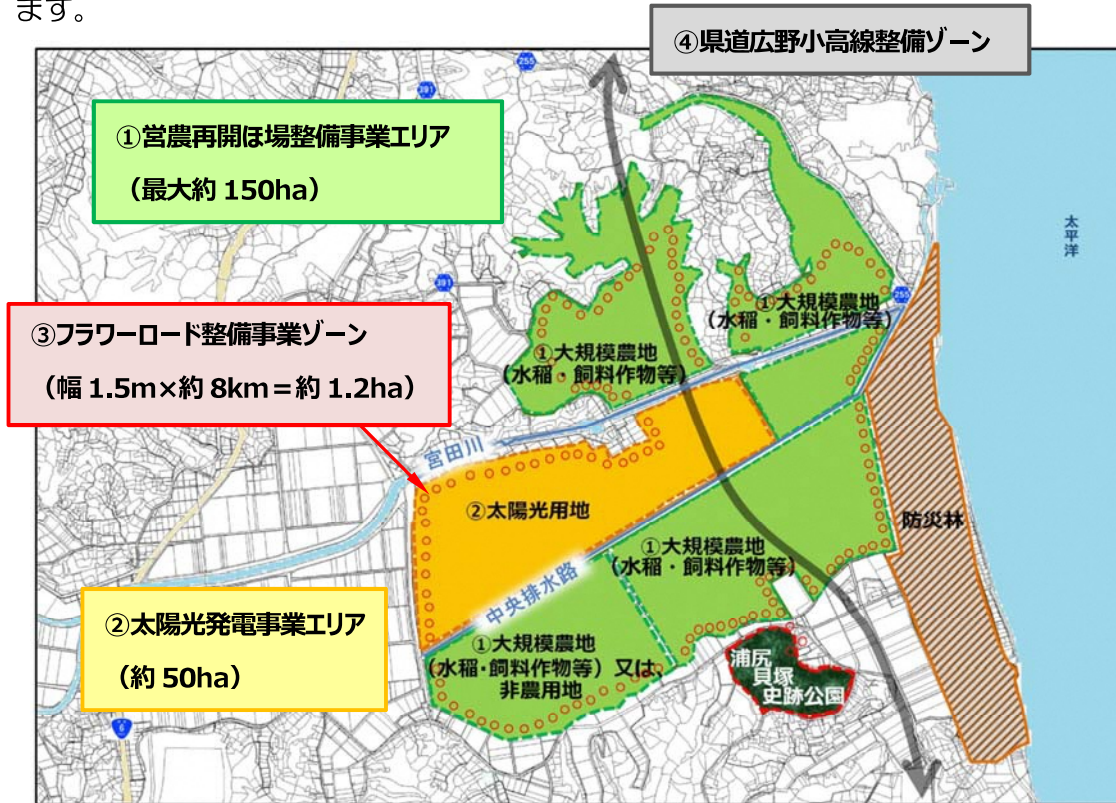 ます。
④県道広野小高線整備ゾーン
255
391
①営農再開ほ場整備事業エリア
（最大約 150ha）
太平洋
391
255
①大規模農地
（水稲・飼料作物等）
③フラワーロード整備事業ゾーン
（幅 1.5m×約 8km＝約 1.2ha）
①大規模農地
（水稲・飼料作物等）
宮田川
②太陽光用地
防災林
①大規模農地
（水稲・飼料作物等）
中央排水路
②太陽光発電事業エリア
（約 50ha）
①大規模農地
（水稲・飼料作物等）又は、
非農用地
浦尻
貝塚
史跡公園
6